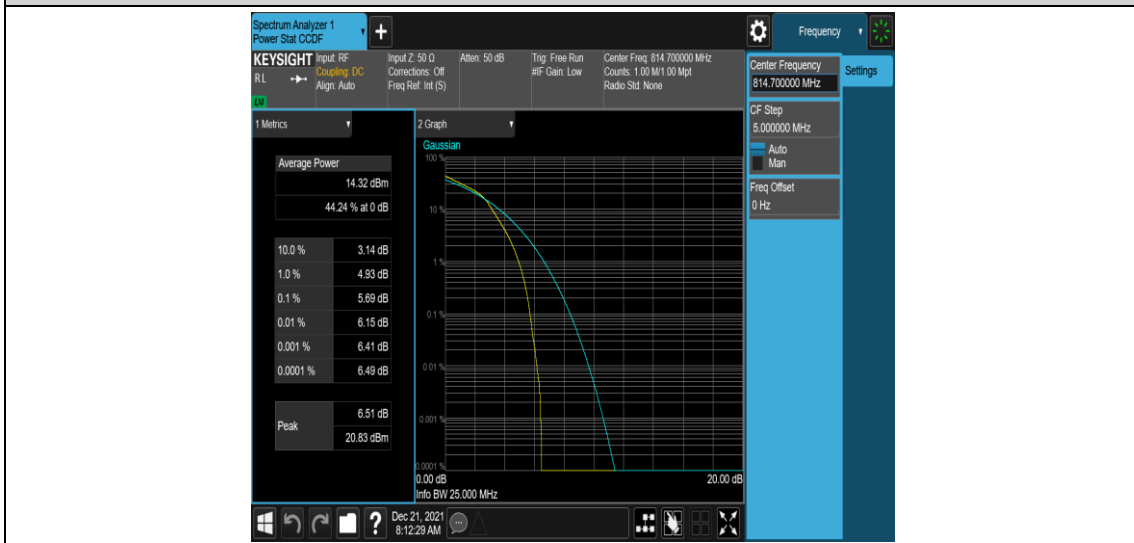 Spectrum Analyzer 1
Power Stat CCDF
Frequency
KEYSIGHT
RL
LXI
Input: RF
Coupling: DC
Align: Auto
Input Z: 50 Ω
Corrections: Off
Freq Ref: Int (S)
Atten: 50 dB
Trig: Free Run
#IF Gain: Low
Center Freq: 814.700000 MHz
Counts: 1.00 M/1.00 Mpt
Radio Std: None
Center Frequency
814.700000 MHz
Settings
CF Step
5.000000 MHz
Auto
Man
Freq Offset
0 Hz
1 Metrics
Average Power
14.32 dBm
44.24 % at 0 dB
10.0 % 3.14 dB
1.0 % 4.93 dB
0.1 % 5.69 dB
0.01 % 6.15 dB
0.001 % 6.41 dB
0.0001 % 6.49 dB
Peak
6.51 dB
20.83 dBm
2 Graph
Gaussian
100 %
10 %
1 %
0.1 %
0.01 %
0.001 %
0.0001 %
0.00 dB 20.00 dB
Info BW 25.000 MHz
Dec 21, 2021
8:12:29 AM